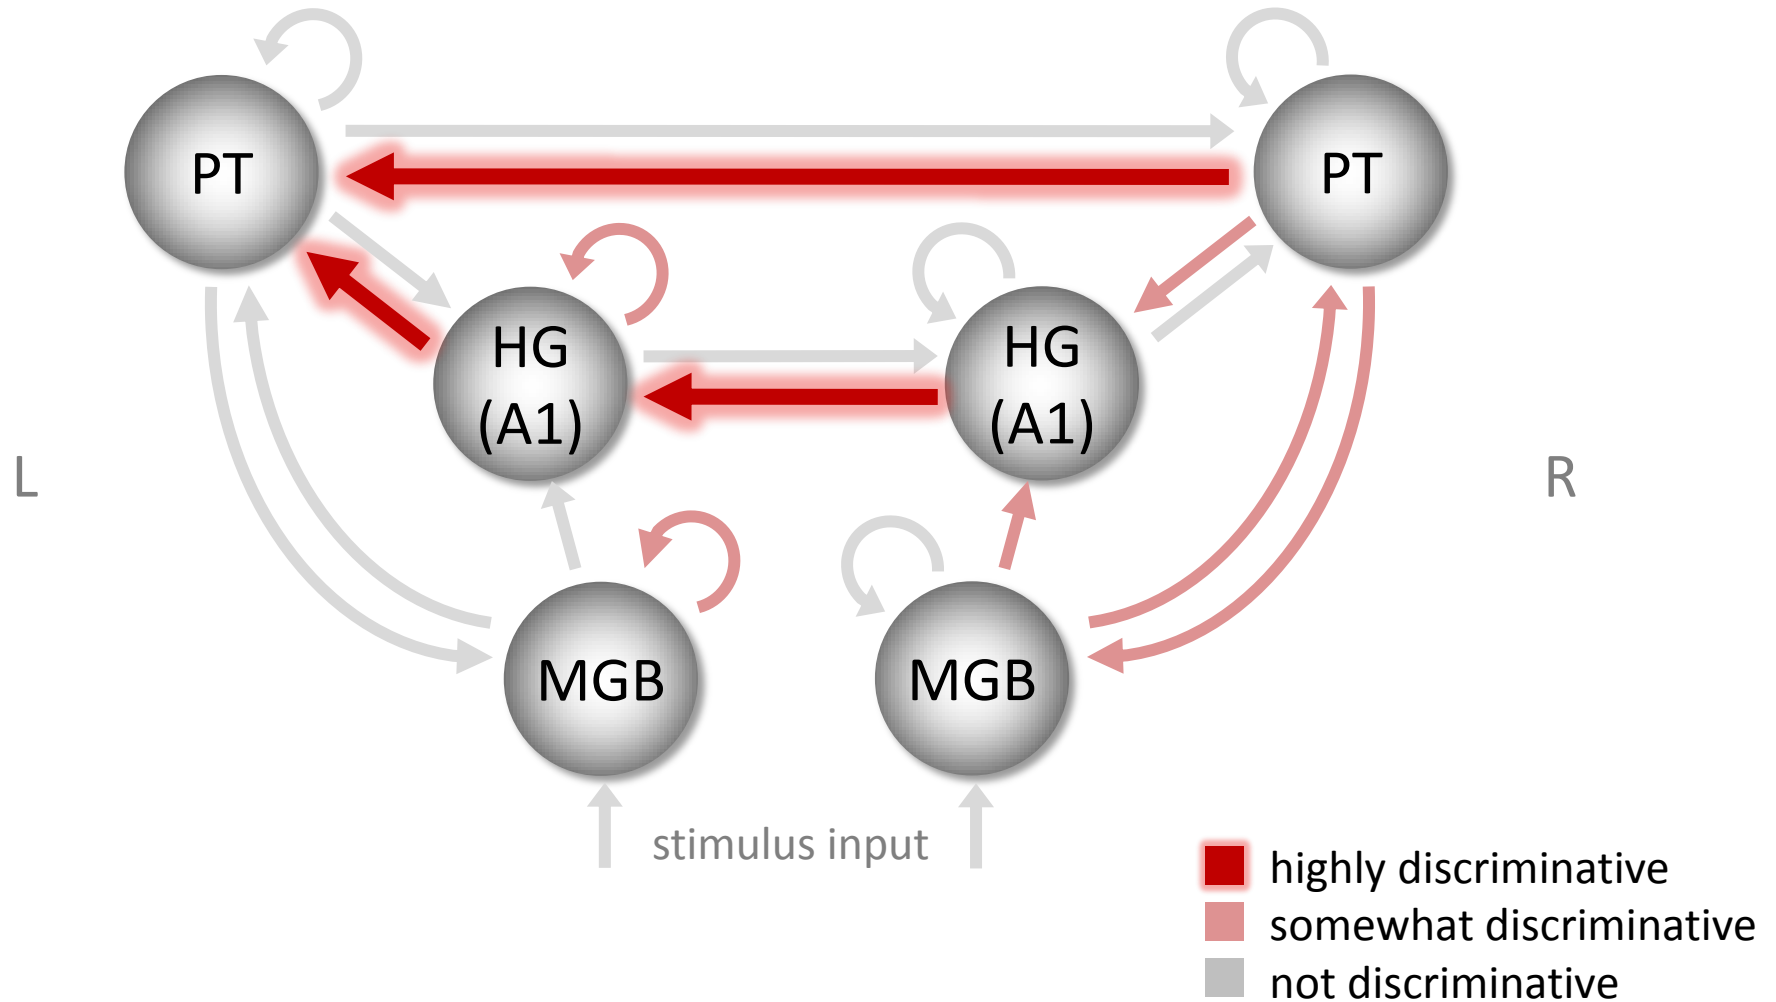 PT
PT
HG
(A1)
HG
(A1)
L
R
MGB
MGB
stimulus input
highly discriminative
somewhat discriminative
not discriminative